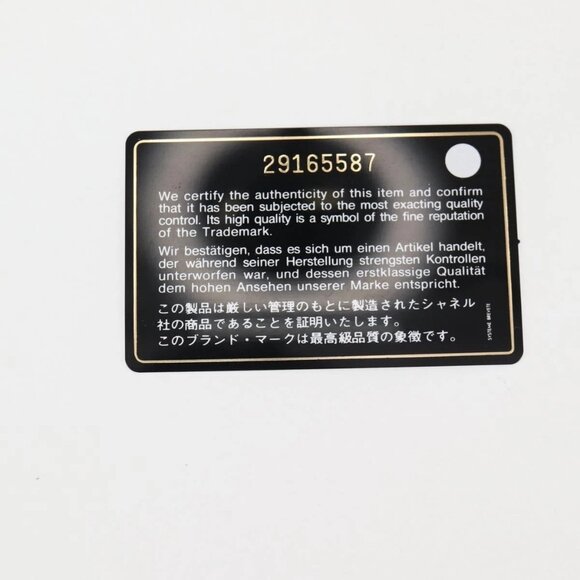 29165587
We certify the authenticity of this item and confirm
that it has been subjected to the most exacting quality
control. Its high quality is a symbol of the fine reputation
of the Trademark.
Wir bestätigen, dass es sich um einen Artikel handelt,
der während seiner Herstellung strengsten Kontrollen
unterworfen war, und dessen erstklassige Qualität
dem hohen Ansehen unserer Marke entspricht.
この製品は厳しい管理のもとに製造されたシャネル
社の商品であることを証明いたします。
このブランド・マークは最高級品質の象徴です。
SYSTEME BREVETE